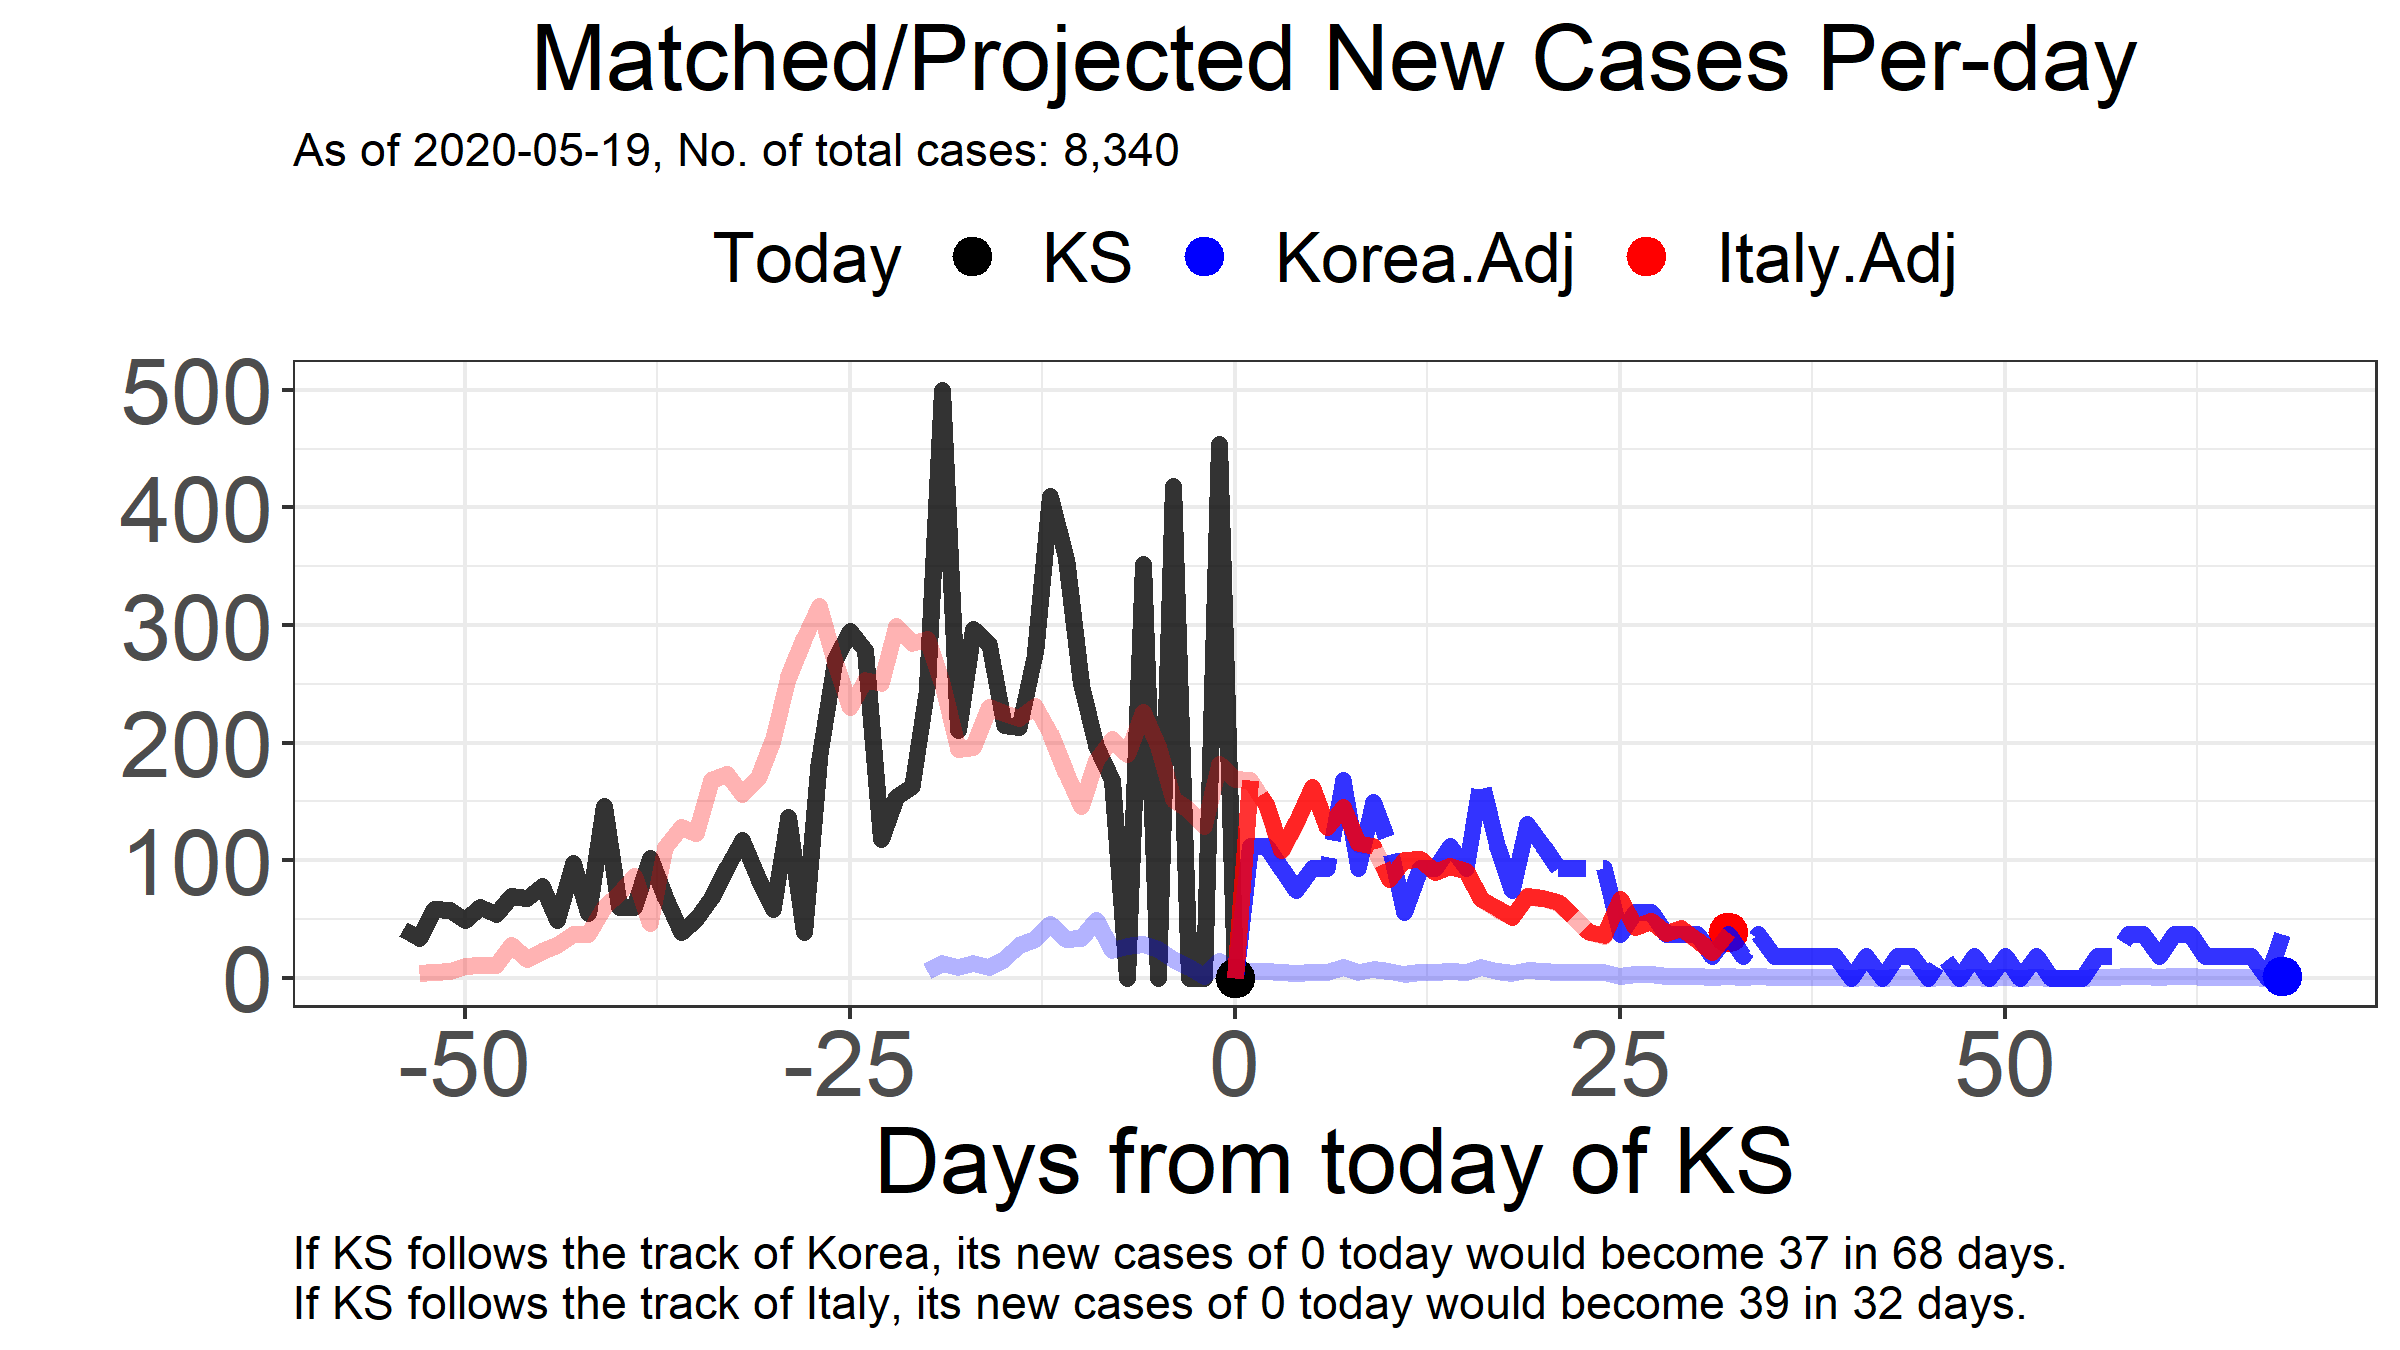 Matched/Projected New Cases Per-day
As of 2020-05-19, No. of total cases: 8,340
Today KS Korea.Adj Italy.Adj
500
400
300
200
100
0
-50 -25 0 25 50
Days from today of KS
If KS follows the track of Korea, its new cases of 0 today would become 37 in 68 days.
If KS follows the track of Italy, its new cases of 0 today would become 39 in 32 days.